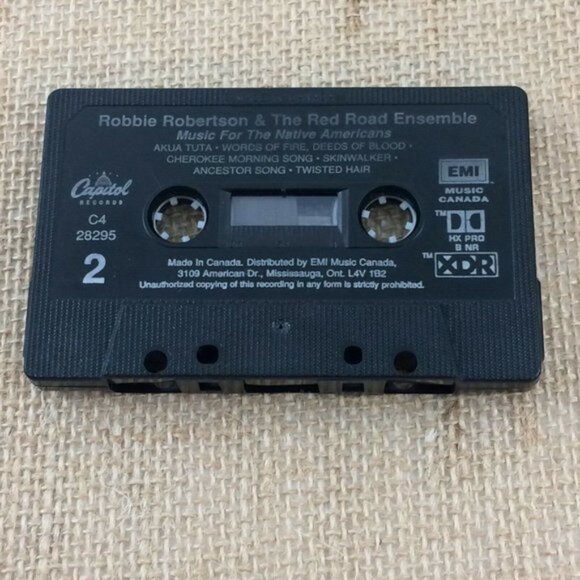 Robbie Robertson & The Red Road Ensemble
Music For The Native Americans
AKUA TUTA • WORDS OF FIRE, DEEDS OF BLOOD •
CHEROKEE MORNING SONG • SKINWALKER •
ANCESTOR SONG • TWISTED HAIR
Capitol
RECORDS
C4
28295
2
EMI
MUSIC
CANADA
TM
HX PRO
B NR
TM XDR
Made In Canada. Distributed by EMI Music Canada,
3109 American Dr., Mississauga, Ont. L4V 1B2
Unauthorized copying of this recording in any form is strictly prohibited.